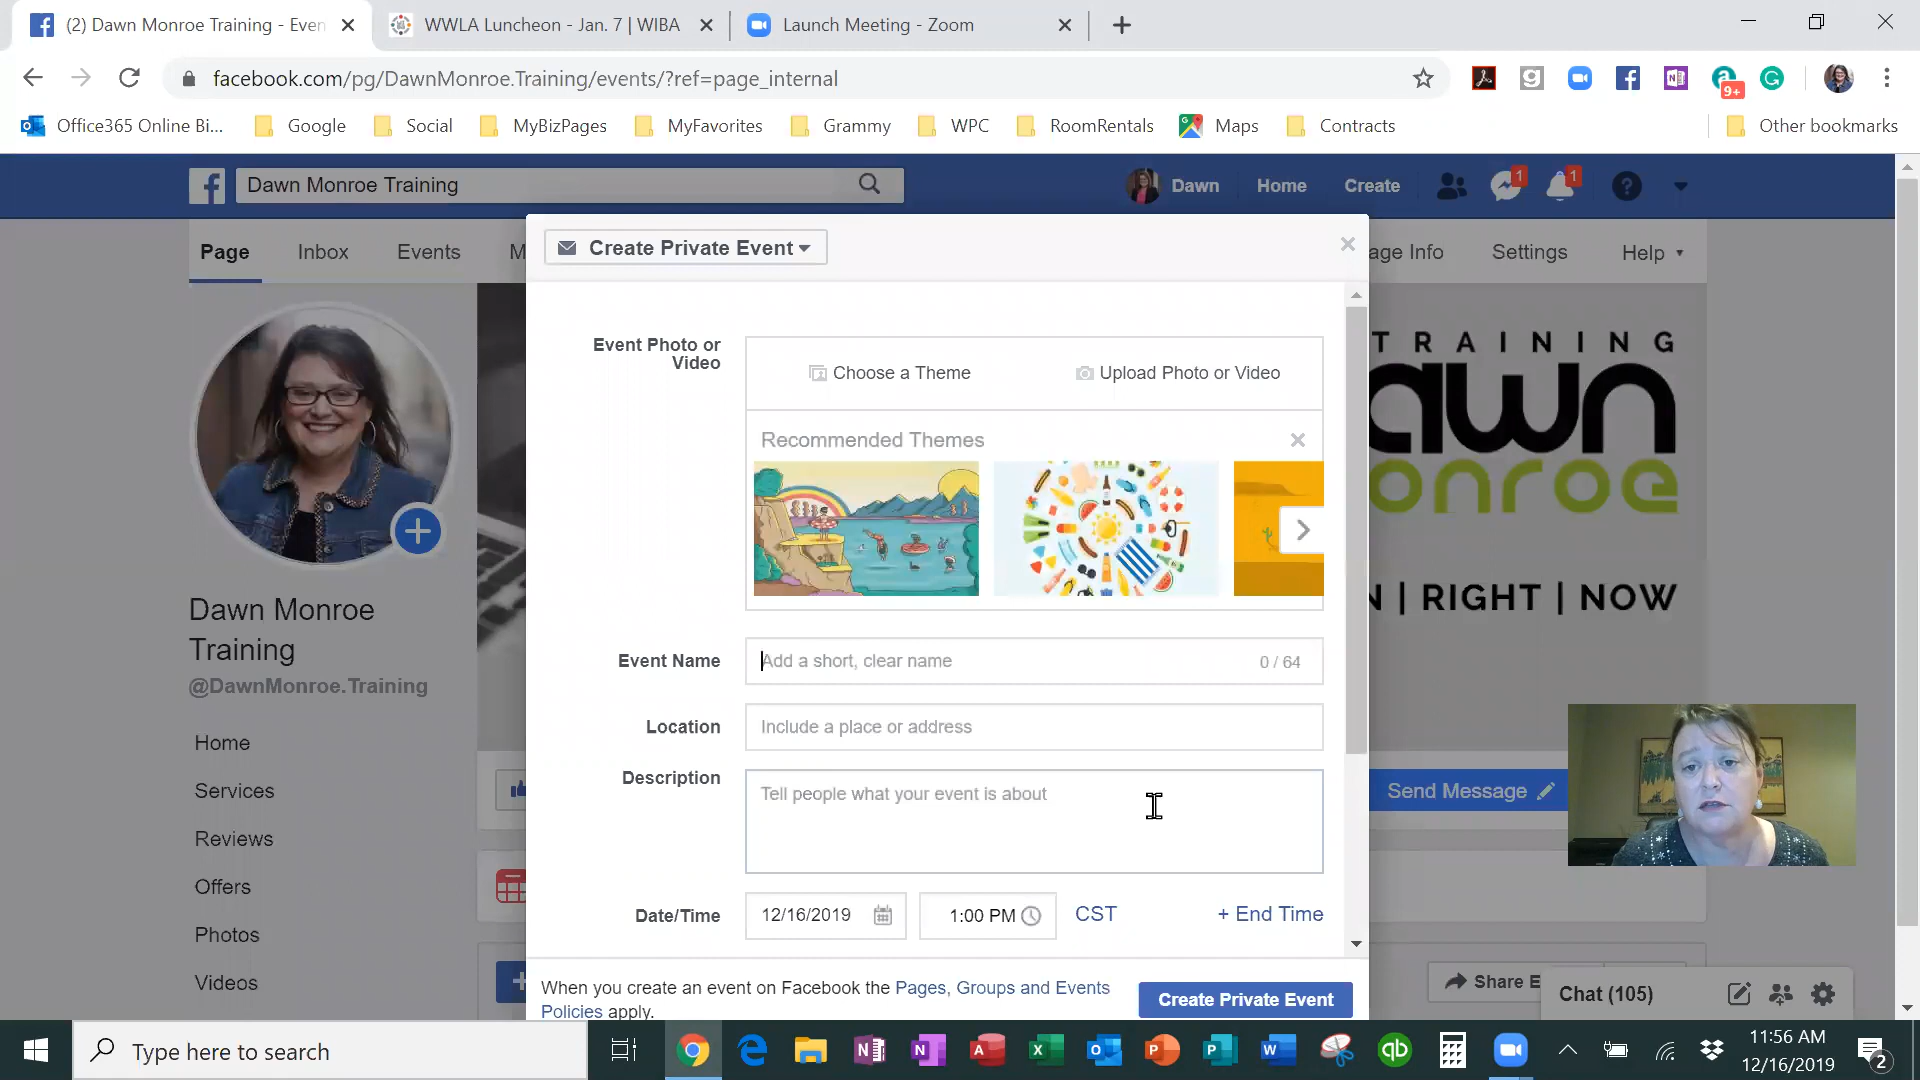 (2) Dawn Monroe Training - Even
WWLA Luncheon - Jan. 7 | WIBA
Launch Meeting - Zoom
facebook.com/pg/DawnMonroe.Training/events/?ref=page_internal
9+
Office365 Online Bi...
Google
Social
MyBizPages
MyFavorites
Grammy
WPC
RoomRentals
Maps
Contracts
Other bookmarks
Dawn Monroe Training
Dawn
Home
Create
1
1
Page
Inbox
Events
M
Create Private Event
age Info
Settings
Help
Event Photo or
Video
Choose a Theme
Upload Photo or Video
Recommended Themes
TRAINING
awn
onroe
N | RIGHT | NOW
Dawn Monroe
Training
@DawnMonroe.Training
Event Name
Add a short, clear name
0 / 64
Location
Include a place or address
Description
Tell people what your event is about
Home
Services
Reviews
Offers
Photos
Videos
Send Message
Date/Time
12/16/2019
1:00 PM
CST
+ End Time
When you create an event on Facebook the Pages, Groups and Events
Policies apply.
Create Private Event
Share E
Chat (105)
Type here to search
11:56 AM
12/16/2019
2